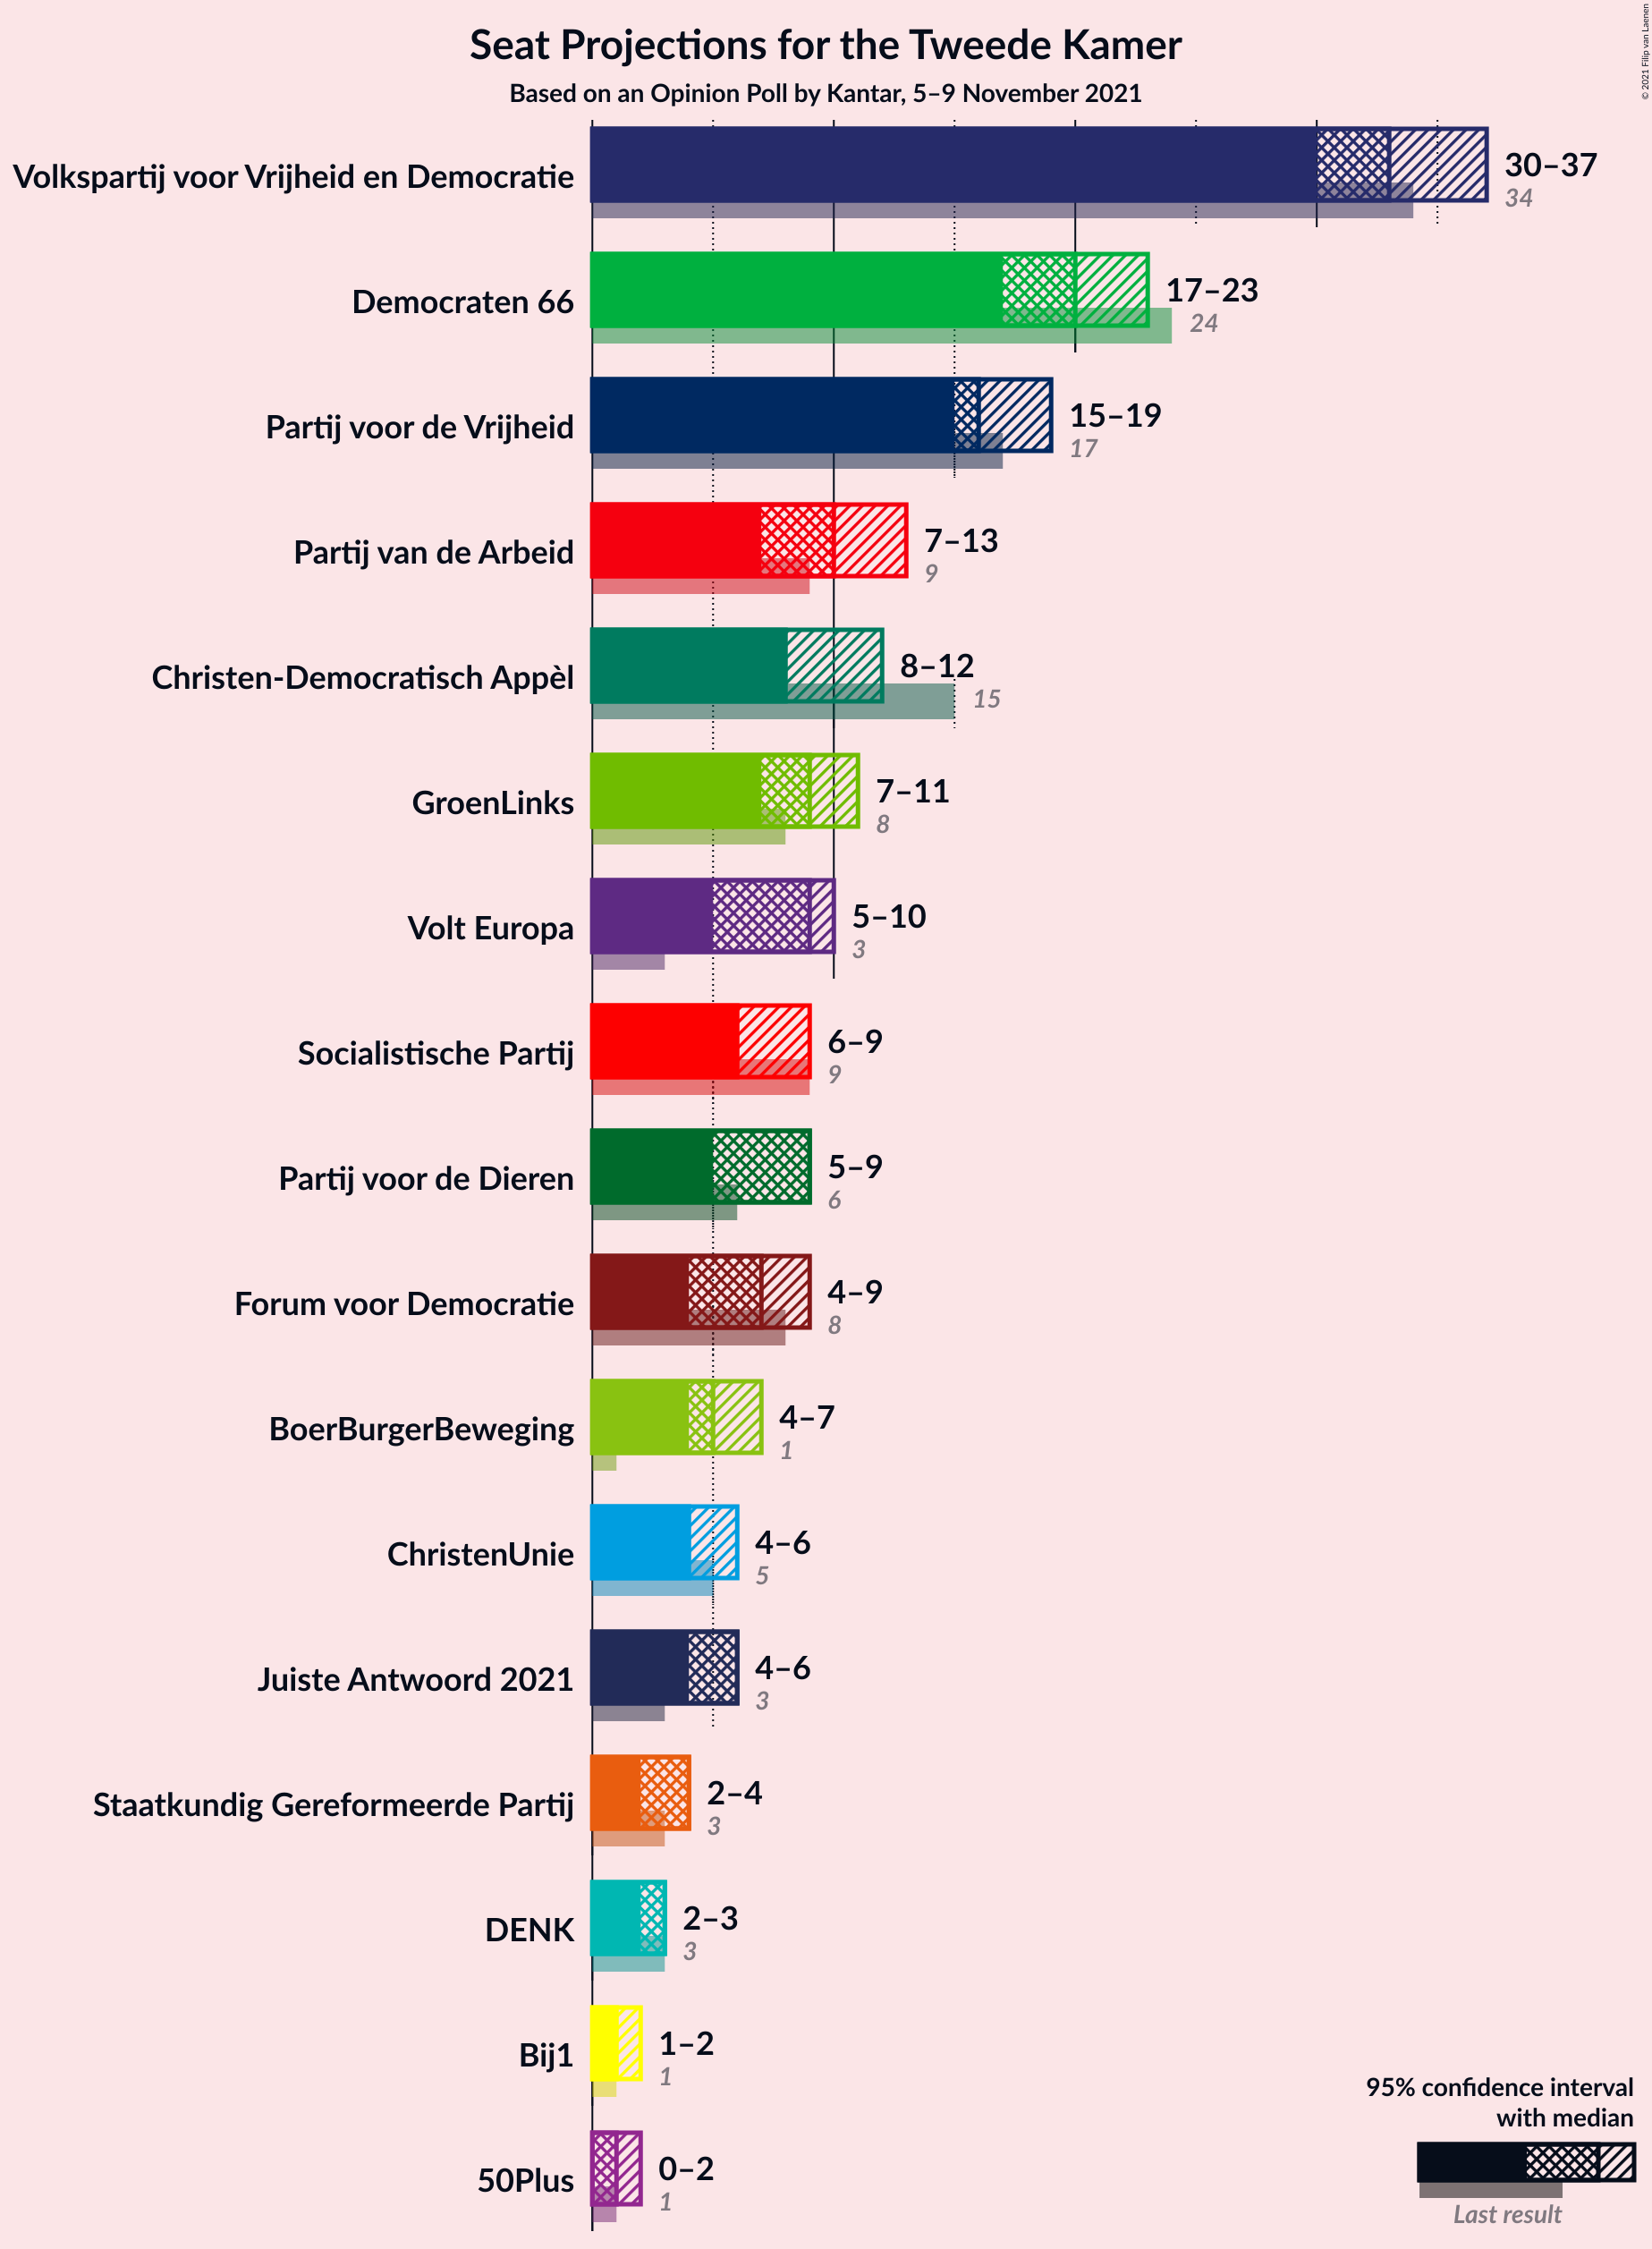 Seat Projections for the Tweede Kamer
Based on an Opinion Poll by Kantar, 5–9 November 2021
© 2021 Filip van Laenen
Volkspartij voor Vrijheid en Democratie
30–37
34
Democraten 66
17–23
24
Partij voor de Vrijheid
15–19
17
Partij van de Arbeid
7–13
9
Christen-Democratisch Appèl
8–12
15
GroenLinks
7–11
8
Volt Europa
5–10
3
Socialistische Partij
6–9
9
Partij voor de Dieren
5–9
6
Forum voor Democratie
4–9
8
BoerBurgerBeweging
4–7
1
ChristenUnie
4–6
5
Juiste Antwoord 2021
4–6
3
Staatkundig Gereformeerde Partij
2–4
3
DENK
2–3
3
Bij1
1–2
1
50Plus
0–2
1
95% confidence interval
with median
Last result